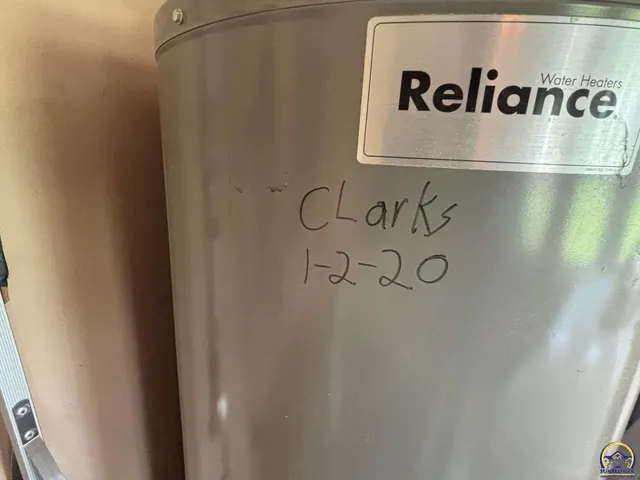 Water Heaters
Reliance
CLarks
1-2-20